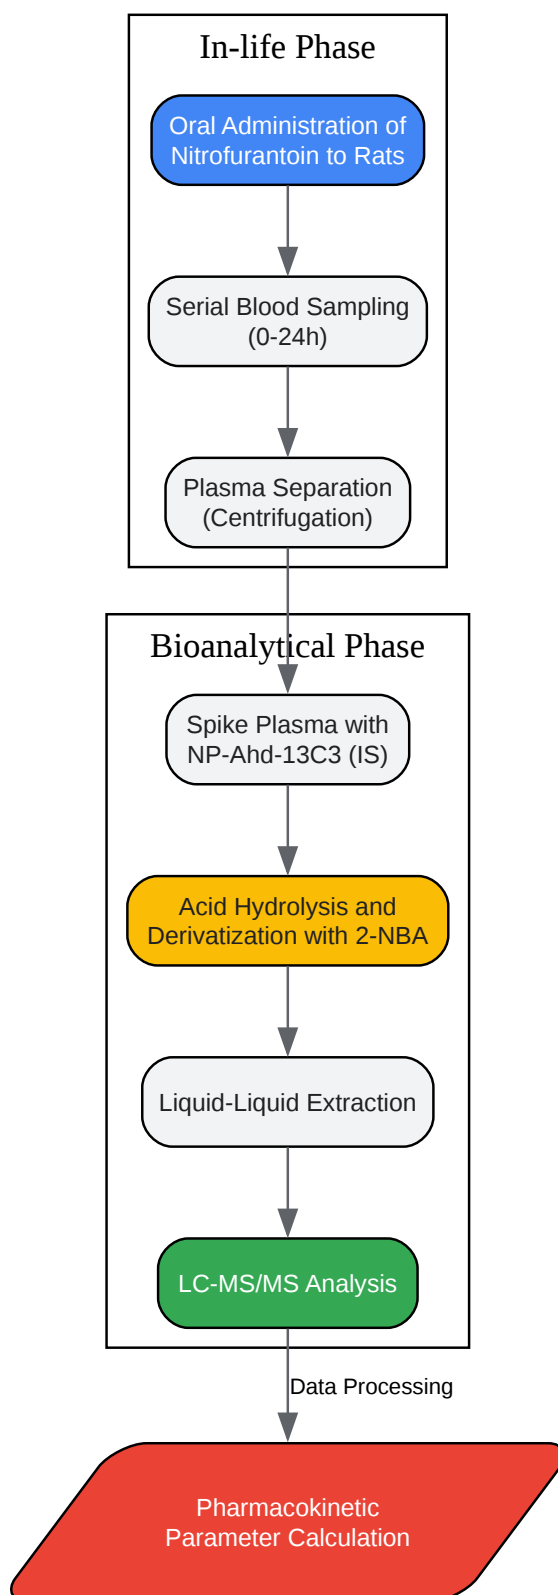 In-life Phase
Oral Administration of
Nitrofurantoin to Rats
Serial Blood Sampling
(0-24h)
Plasma Separation
(Centrifugation)
Bioanalytical Phase
Spike Plasma with
NP-Ahd-13C3 (IS)
Acid Hydrolysis and
Derivatization with 2-NBA
Liquid-Liquid Extraction
LC-MS/MS Analysis
Data Processing
Pharmacokinetic
Parameter Calculation